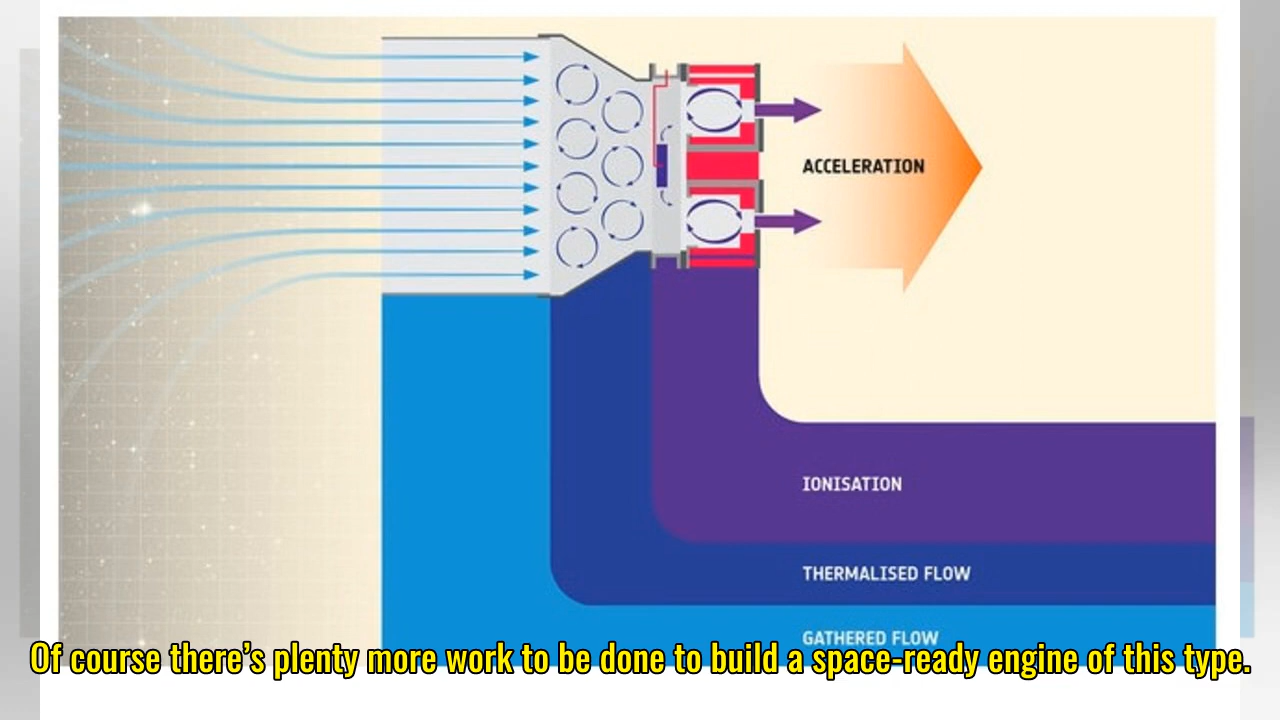 ACCELERATION
IONISATION
THERMALISED FLOW
GATHERED FLOW
Of course there's plenty more work to be done to build a space-ready engine of this type.